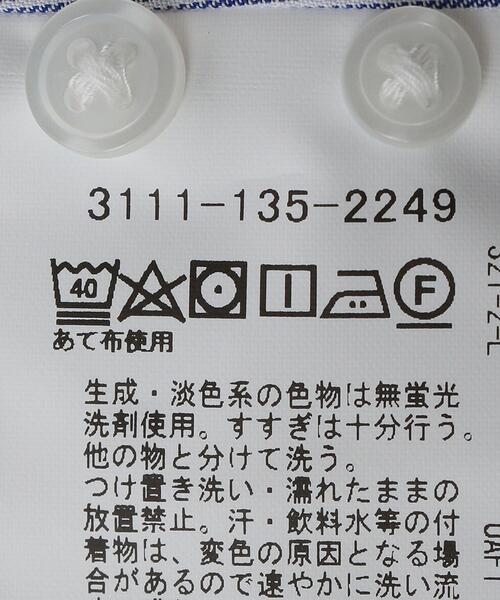 3111-135-2249
40
F
あて布使用
生成・淡色系の色物は無蛍光
洗剤使用。すすぎは十分行う。
他の物と分けて洗う。
つけ置き洗い・濡れたままの
放置禁止。汗・飲料水等の付
着物は、変色の原因となる場
合があるので速やかに洗い流